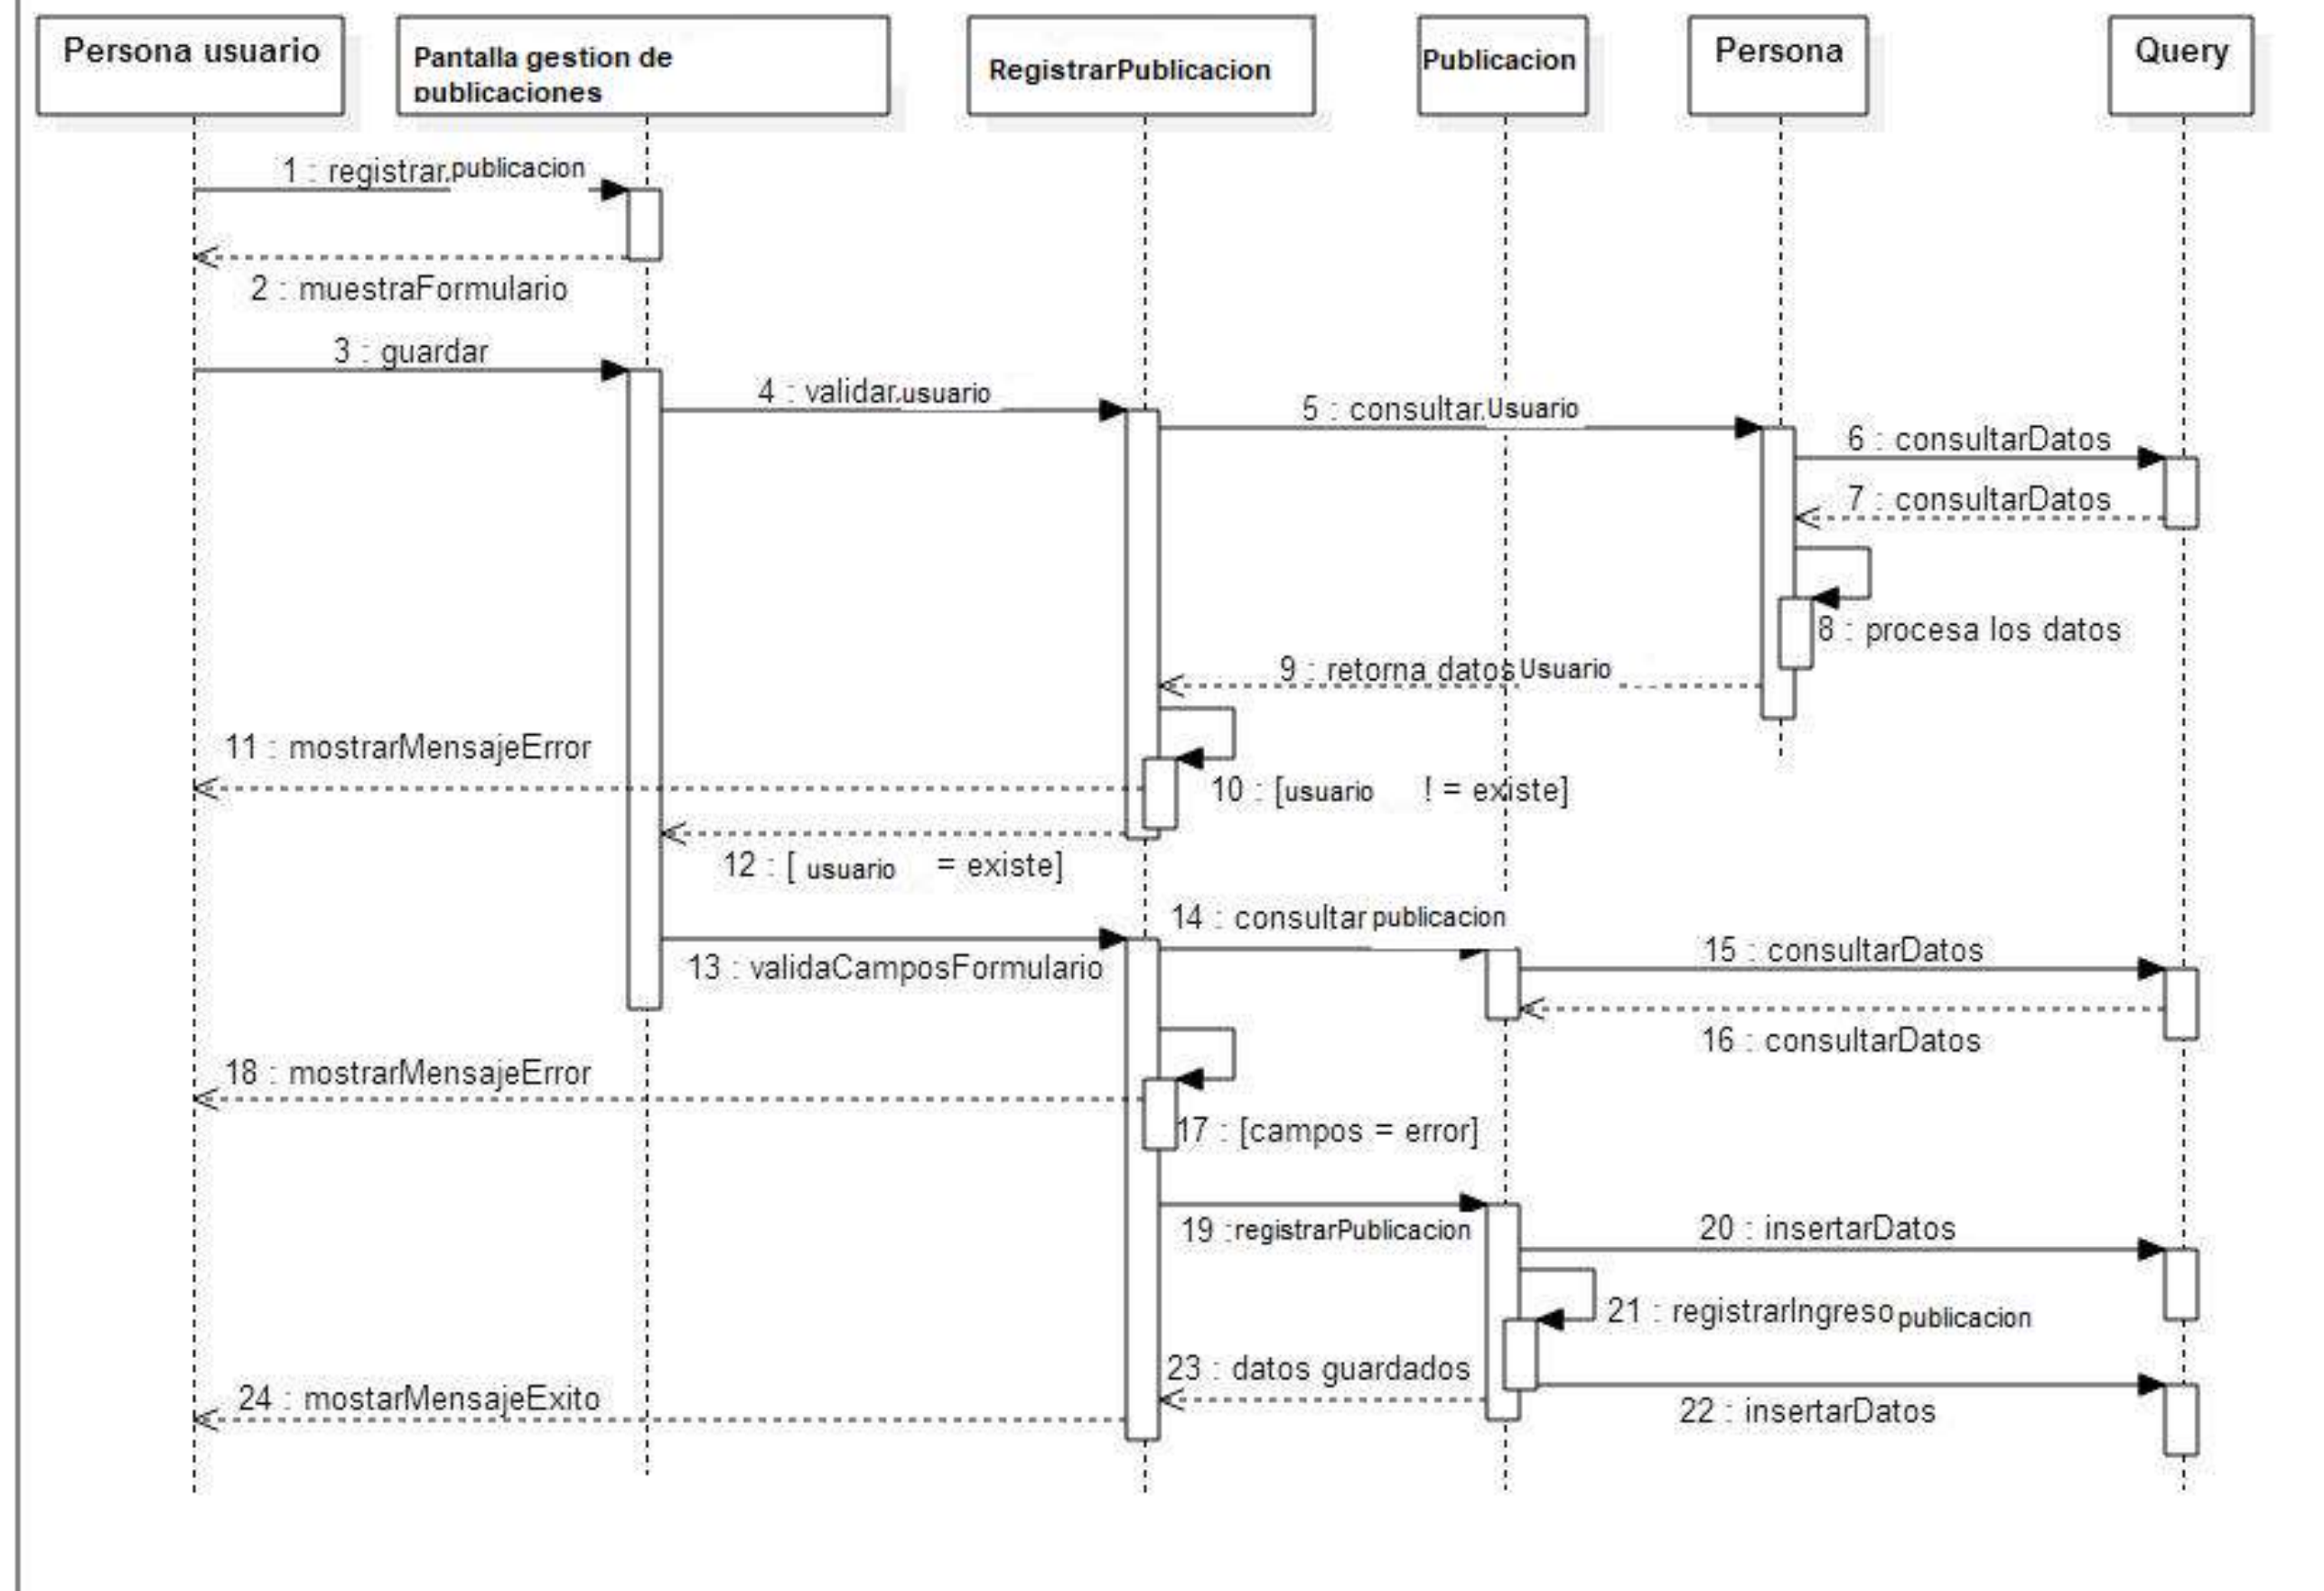 Persona usuario
Pantalla gestion de
publicaciones
RegistrarPublicacion
Publicacion
Persona
Query
1 : registrar publicacion
2 : muestraFormulario
3 : guardar
4 : validar usuario
5 : consultar Usuario
6 : consultarDatos
7 : consultarDatos
8 : procesa los datos
9 : retorna datos Usuario
10 : [usuario ! = existe]
11 : mostrarMensajeError
12 : [ usuario = existe]
13 : validaCamposFormulario
14 : consultar publicacion
15 : consultarDatos
16 : consultarDatos
17 : [campos = error]
18 : mostrarMensajeError
19 :registrarPublicacion
20 : insertarDatos
21 : registrarIngreso publicacion
22 : insertarDatos
23 : datos guardados
24 : mostarMensajeExito